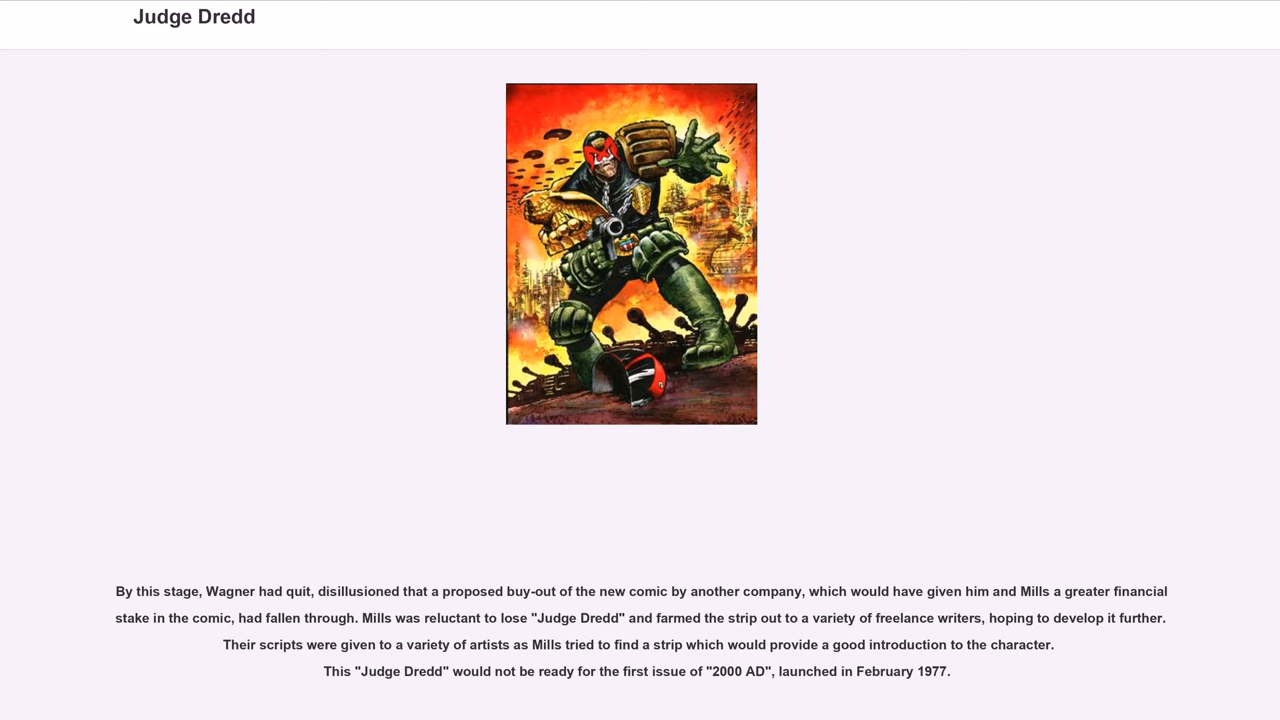 Judge Dredd
By this stage, Wagner had quit, disillusioned that a proposed buy-out of the new comic by another company, which would have given him and Mills a greater financial
stake in the comic, had fallen through. Mills was reluctant to lose "Judge Dredd" and farmed the strip out to a variety of freelance writers, hoping to develop it further.
Their scripts were given to a variety of artists as Mills tried to find a strip which would provide a good introduction to the character.
This "Judge Dredd" would not be ready for the first issue of "2000 AD", launched in February 1977.